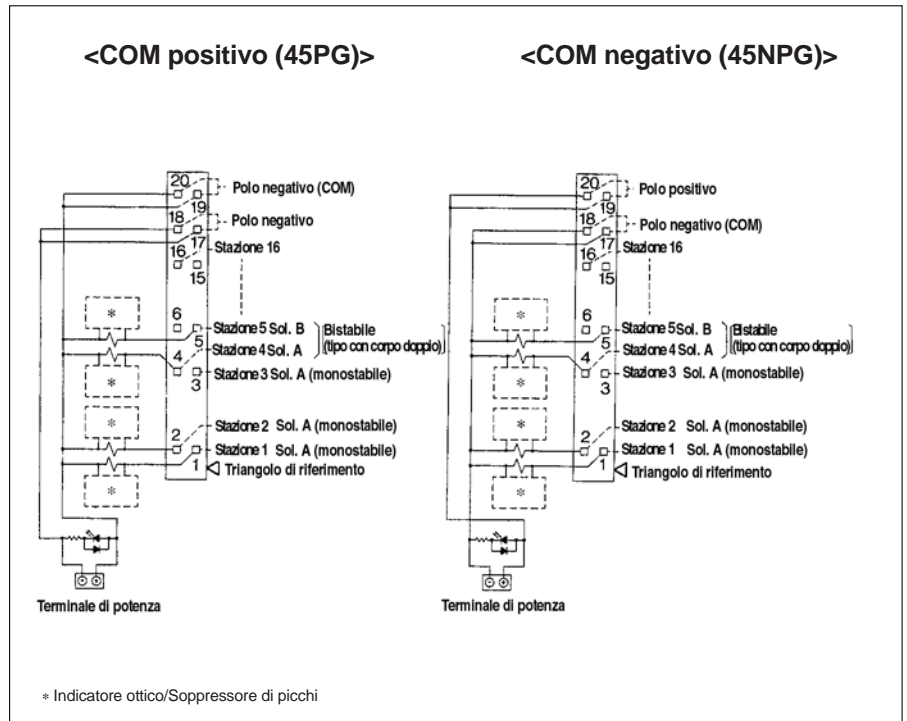 <COM positivo (45PG)>
20
Polo negativo (COM)
19
18
Polo negativo
17
16
Stazione 16
15
6
Stazione 5 Sol. B
5
Bistabile
(tipo con corpo doppio)
4
Stazione 4 Sol. A
Stazione 3 Sol. A (monostabile)
3
Stazione 2 Sol. A (monostabile)
2
Stazione 1 Sol. A (monostabile)
1
Triangolo di riferimento
Terminale di potenza
<COM negativo (45NPG)>
20
Polo positivo
19
18
Polo negativo (COM)
17
16
Stazione 16
15
6
Stazione 5 Sol. B
5
Bistabile
(tipo con corpo doppio)
4
Stazione 4 Sol. A
Stazione 3 Sol. A (monostabile)
3
Stazione 2 Sol. A (monostabile)
2
Stazione 1 Sol. A (monostabile)
1
Triangolo di riferimento
Terminale di potenza
* Indicatore ottico/Soppressore di picchi